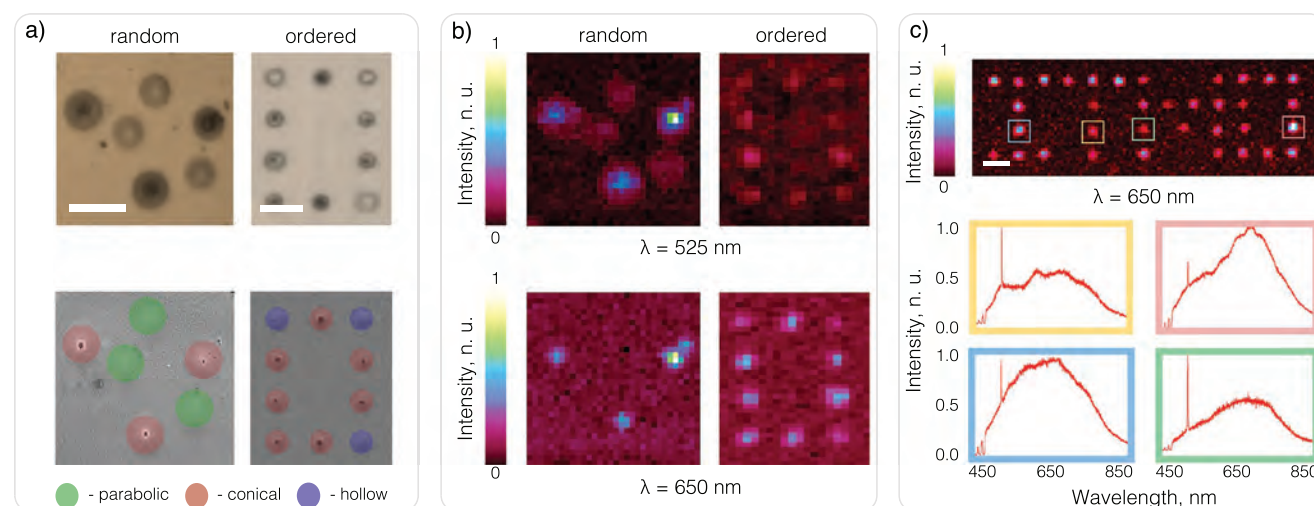 a)
random
ordered
- parabolic
- conical
- hollow
b)
random
ordered
1
Intensity, n. u.
0
λ = 525 nm
1
Intensity, n. u.
0
λ = 650 nm
c)
1
Intensity, n. u.
0
λ = 650 nm
Intensity, n. u.
1.0
0.5
0.0
1.0
0.5
0.0
450
650
850
450
650
850
Wavelength, nm